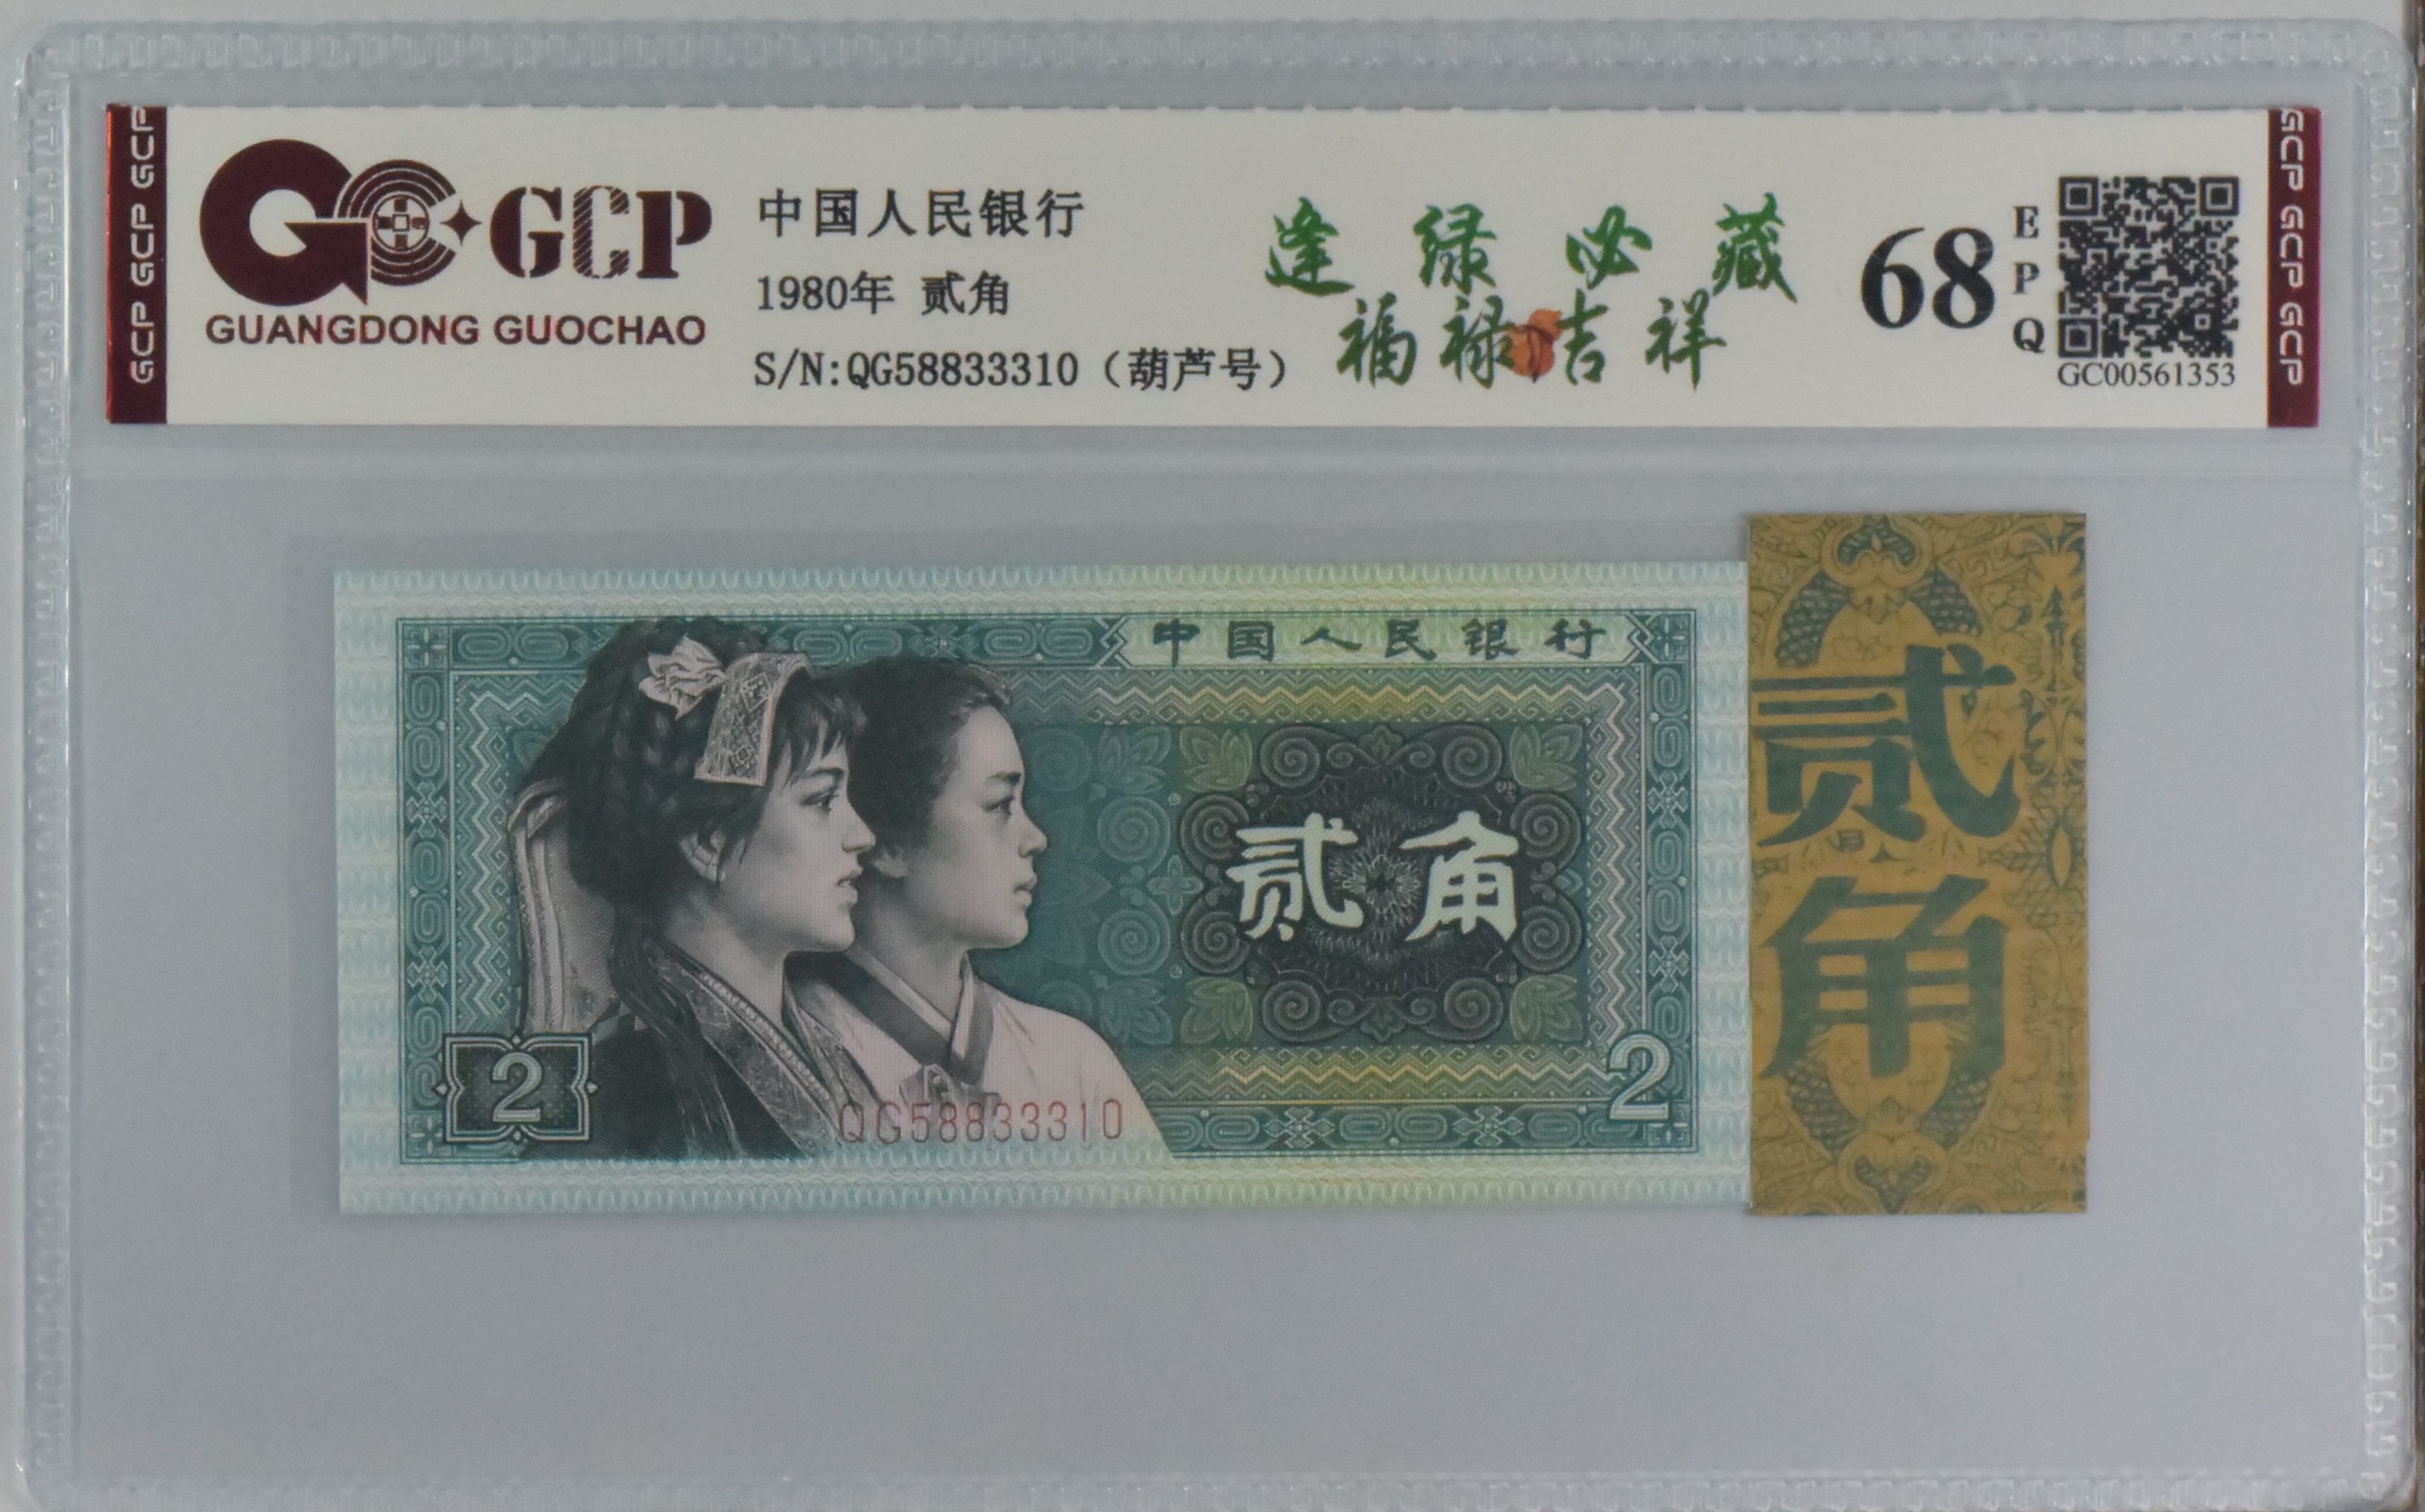 GCP GCP GCP
GCP
GUANGDONG GUOCHAO
中国人民银行
1980年 贰角
S/N:QG58833310（葫芦号）
逢绿必藏
福禄吉祥
68
EPQ
GC00561353
GCP GCP GCP
中国人民银行
贰角
2
2
QG58833310
贰角